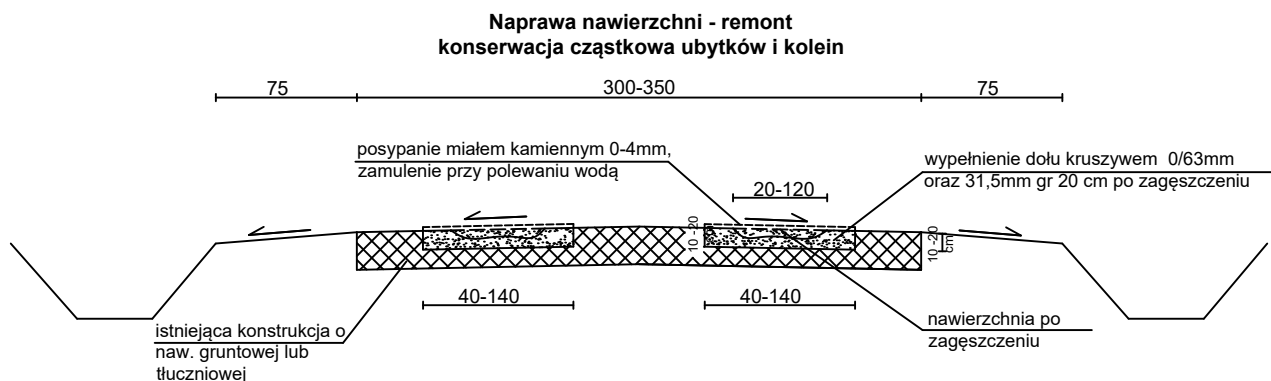 Naprawa nawierzchni - remont
konserwacja cząstkowa ubytków i kolein
75
300-350
75
posypanie miałem kamiennym 0-4mm,
zamulenie przy polewaniu wodą
wypełnienie dołu kruszywem 0/63mm
oraz 31,5mm gr 20 cm po zagęszczeniu
20-120
10 -20
10 -20
cm
40-140
40-140
istniejąca konstrukcja o
naw. gruntowej lub
tłuczniowej
nawierzchnia po
zagęszczeniu